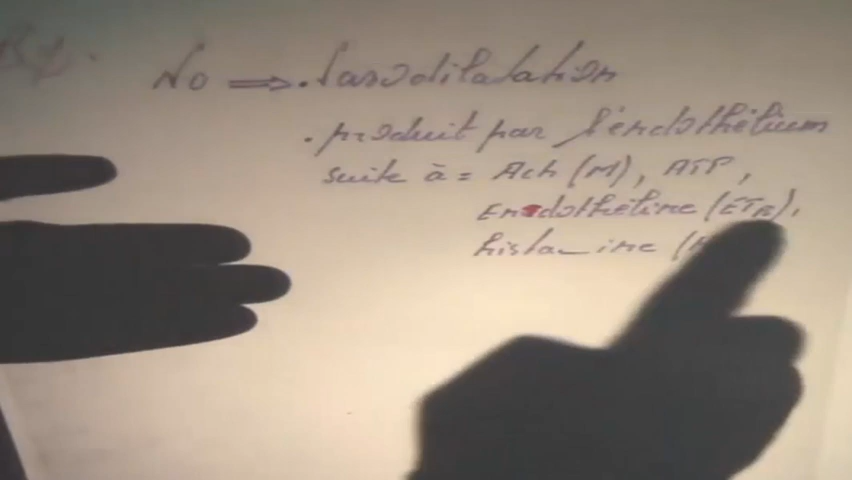 No ⇒ . Vasodilatation
. produit par l'endothélium
suite à = Ach (M), ATP,
Endothéline (ETB),
histamine (